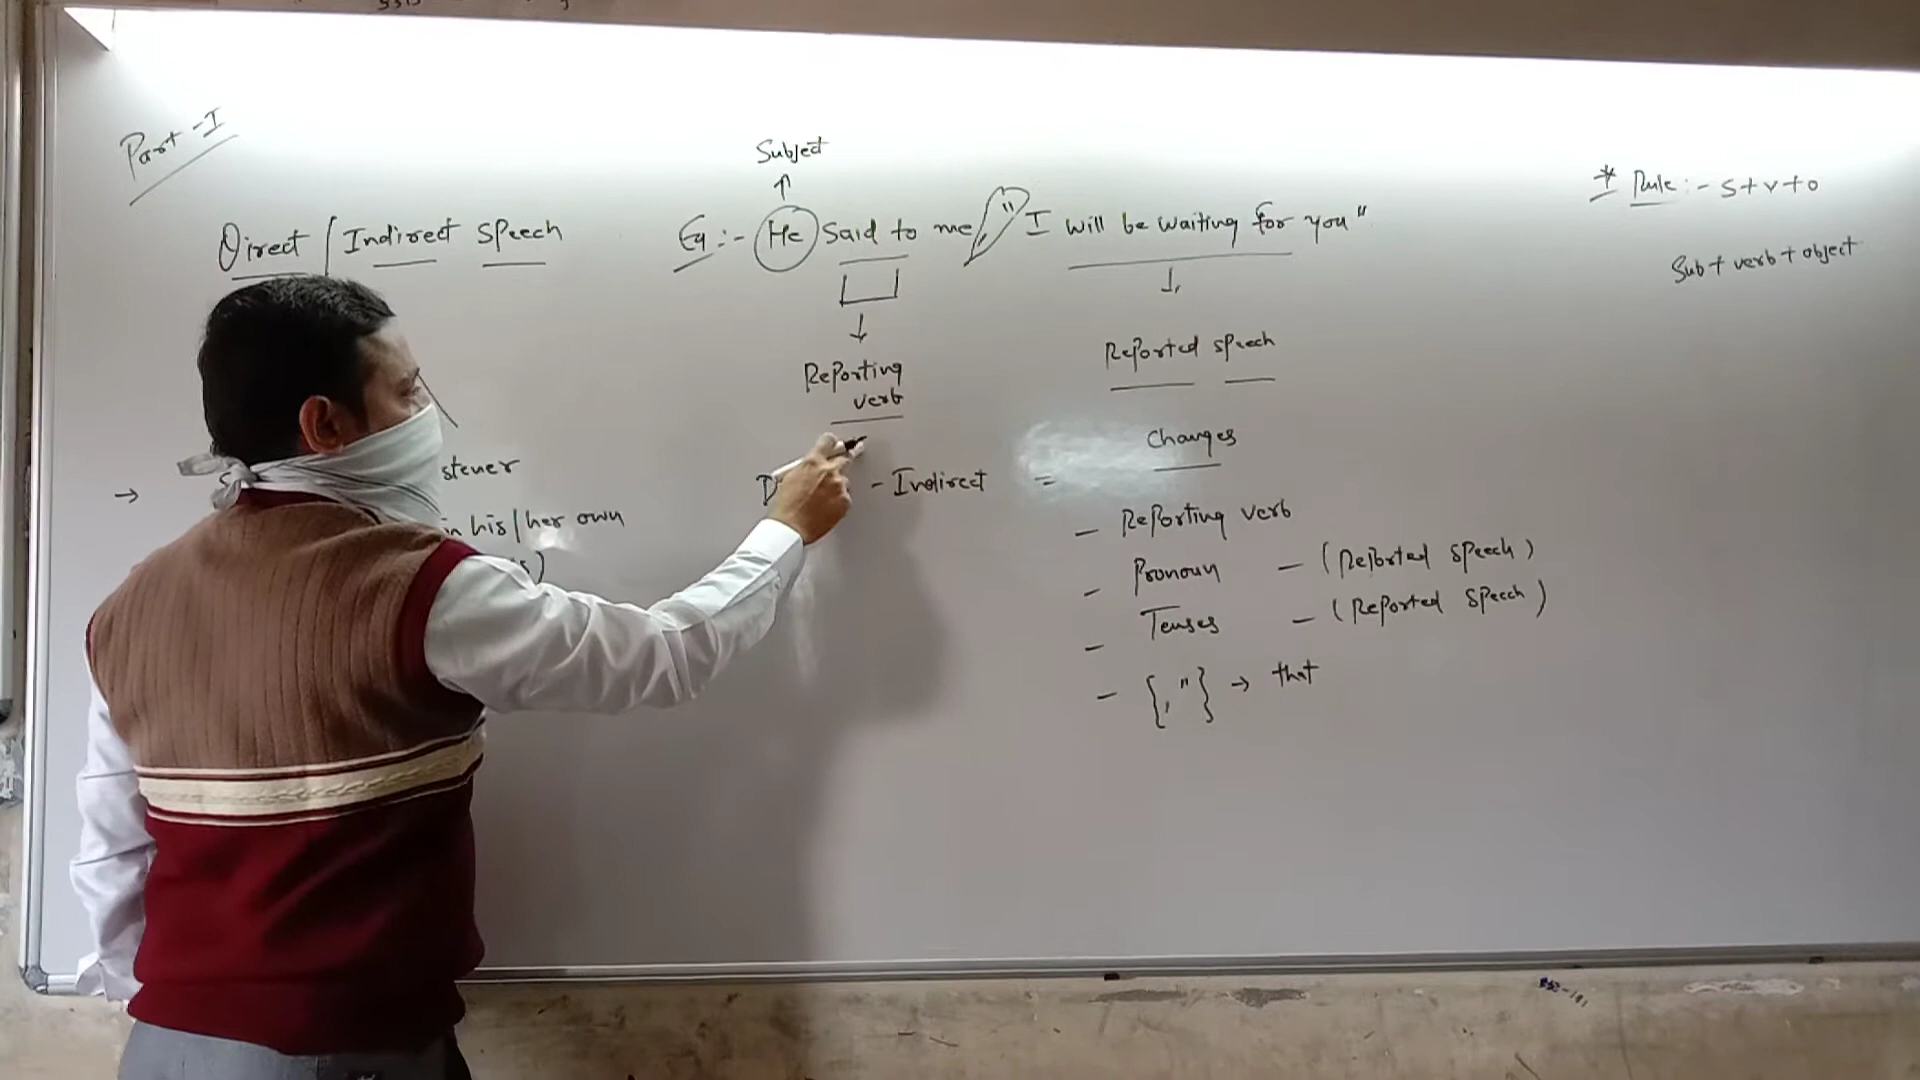 Part-I
Subject
Direct / Indirect Speech
Eg:- He said to me, "I will be waiting for you"
* Rule:- S+V+O
Sub+verb+object
Reported speech
Reporting
verb
Changes
→
- Indirect =
in his/her own
- Reporting verb
- Pronoun - (Reported Speech)
- Tenses - (Reported Speech)
- {, "} → that